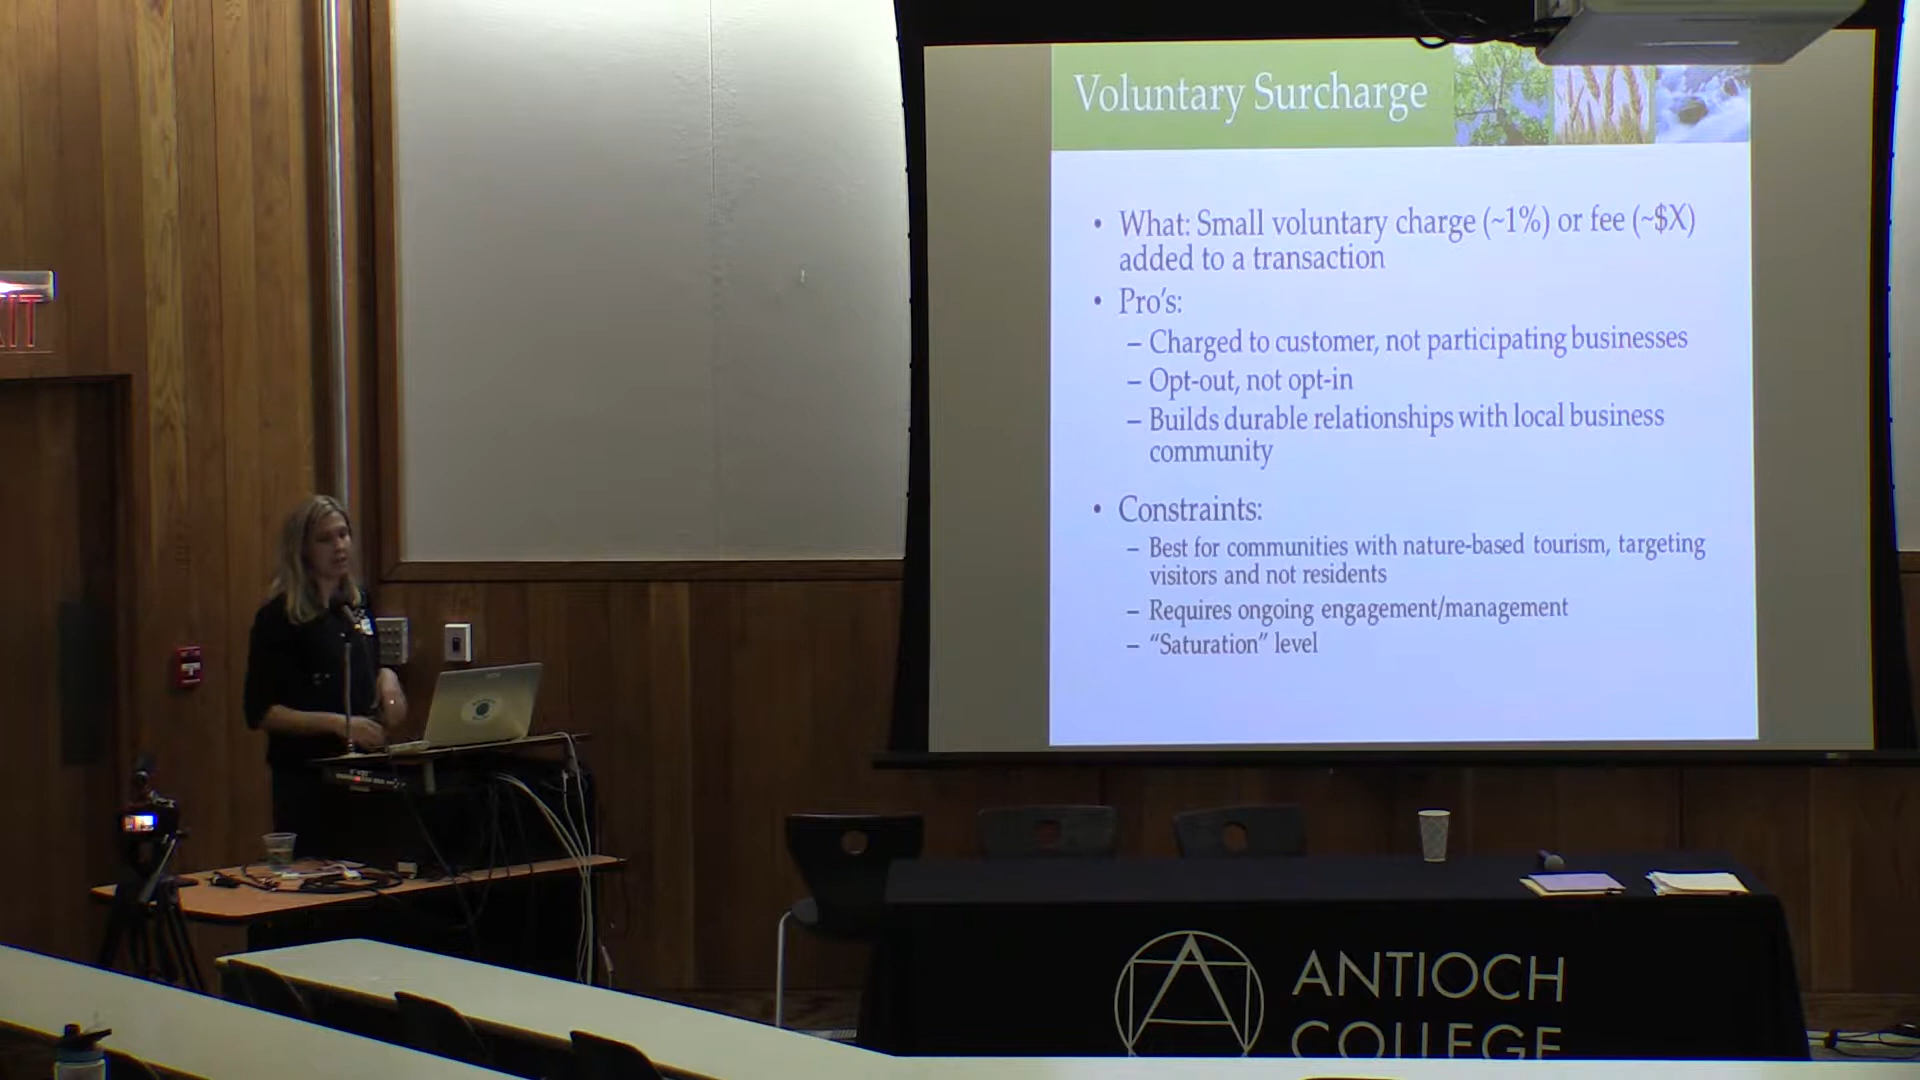 Voluntary Surcharge
• What: Small voluntary charge (~1%) or fee (~$X)
added to a transaction
• Pro's:
– Charged to customer, not participating businesses
– Opt-out, not opt-in
– Builds durable relationships with local business
community
• Constraints:
– Best for communities with nature-based tourism, targeting
visitors and not residents
– Requires ongoing engagement/management
– “Saturation” level
ANTIOCH
COLLEGE